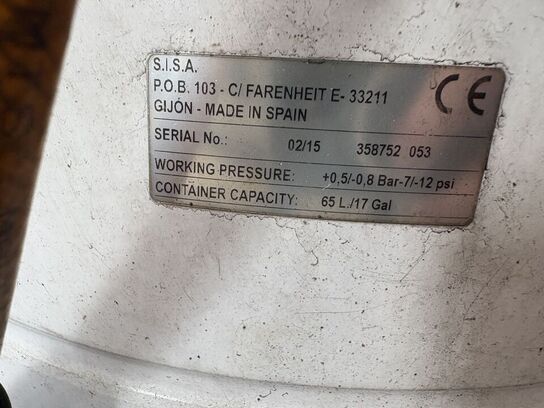 S.I.S.A.
P.O.B. 103 - C/ FARENHEIT E- 33211
GIJÓN - MADE IN SPAIN
CE
SERIAL No.: 02/15 358752 053
WORKING PRESSURE: +0,5/-0,8 Bar-7/-12 psi
CONTAINER CAPACITY: 65 L./17 Gal